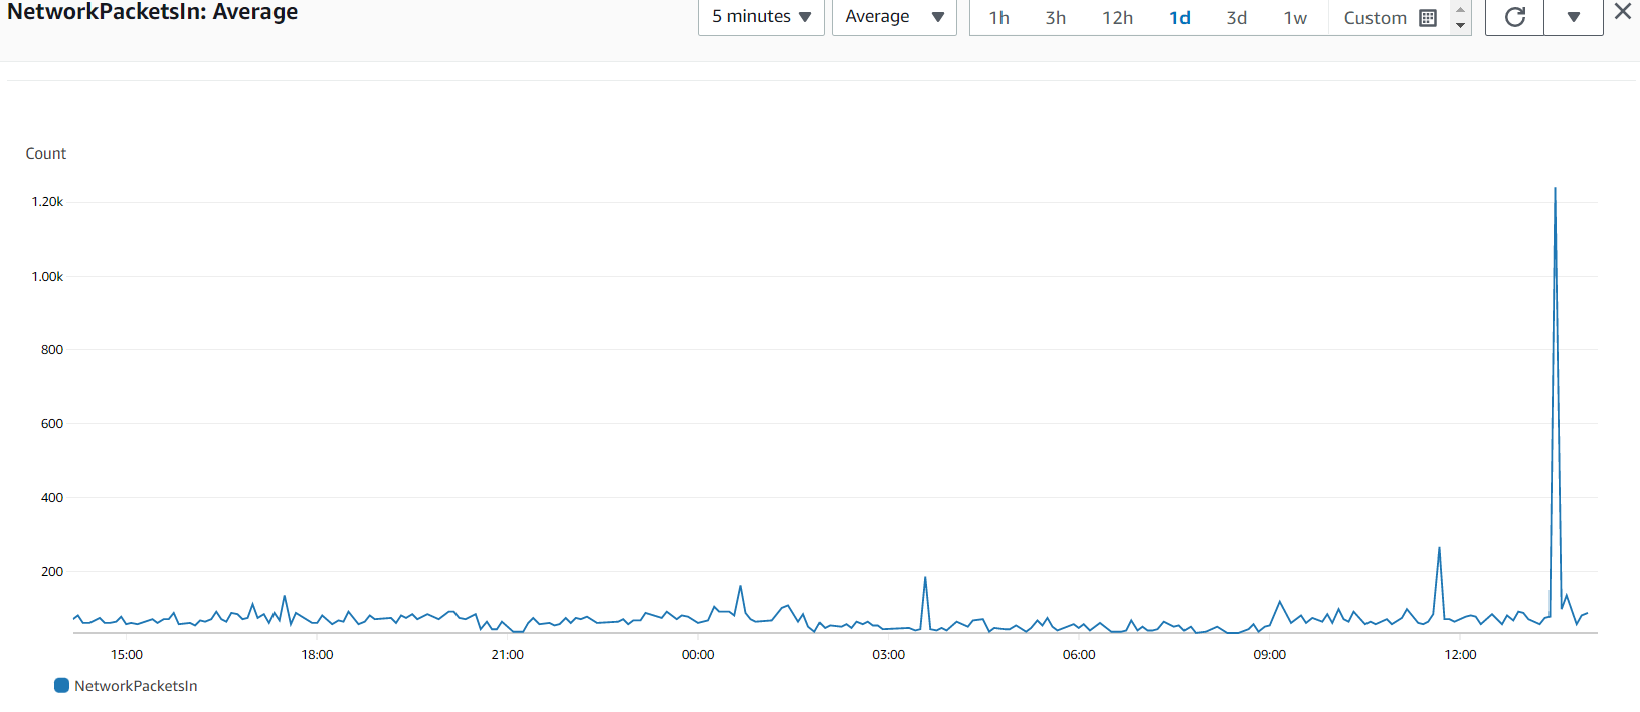 NetworkPacketsIn: Average
5 minutes
Average
1h 3h 12h 1d 3d 1w Custom
Count
1.20k
1.00k
800
600
400
200
15:00 18:00 21:00 00:00 03:00 06:00 09:00 12:00
NetworkPacketsIn